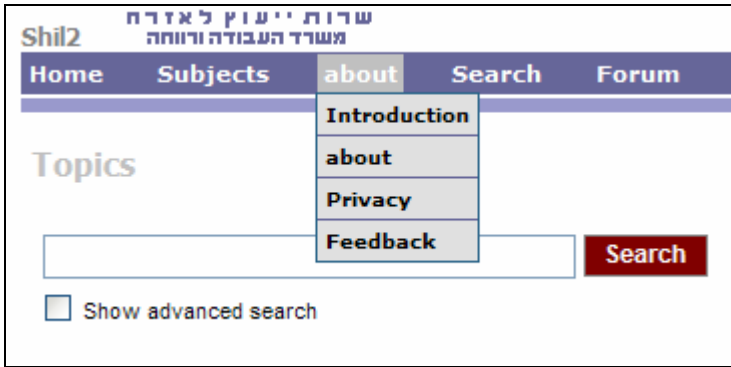 שרות ייעוץ לאזרח
Shil2
משרד העבודה ורווחה
Home Subjects about Search Forum
Introduction
about
Privacy
Feedback
Topics
Search
Show advanced search